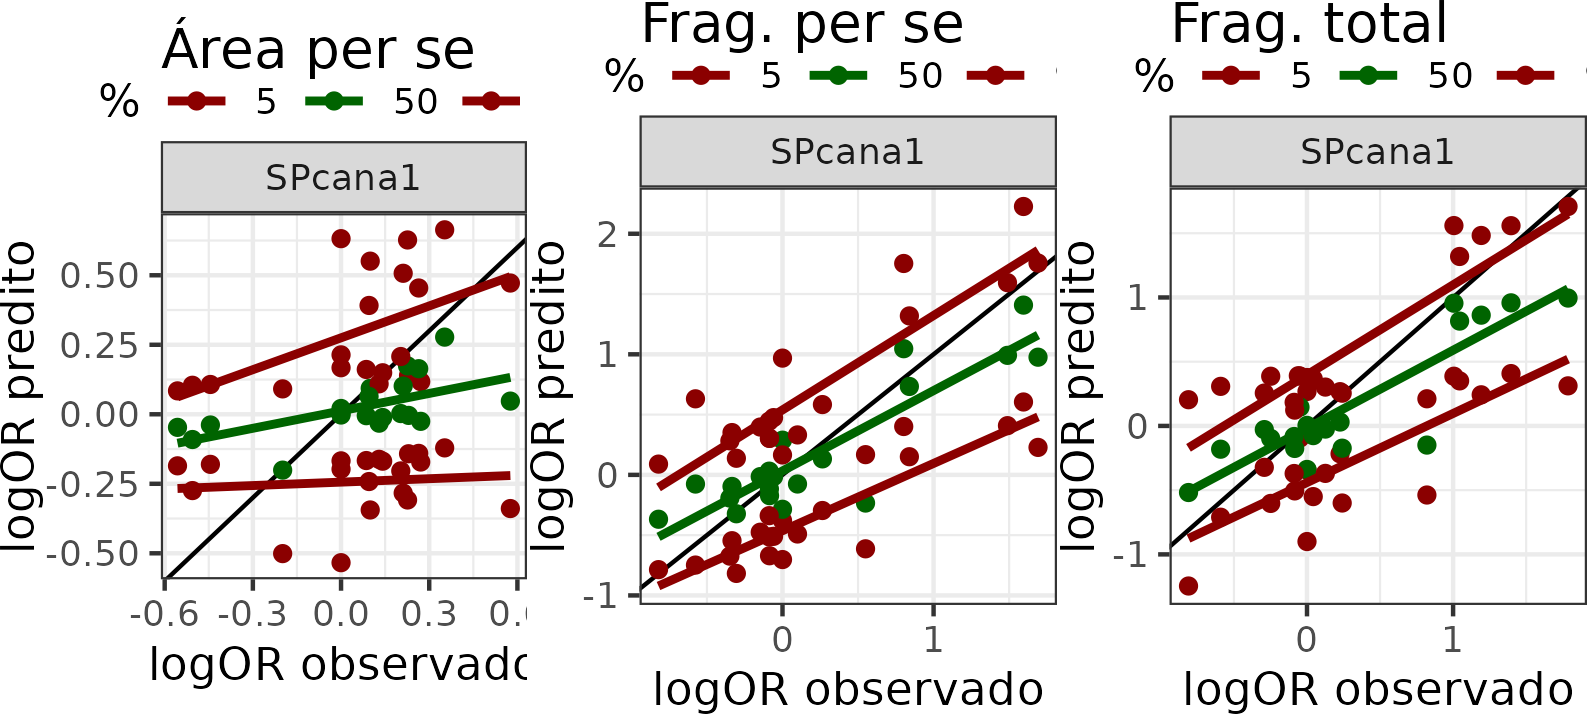 Área per se
% 5 50
SPcana1
logOR predito
0.50
0.25
0.00
-0.25
-0.50
-0.6 -0.3 0.0 0.3
logOR observado
Frag. per se
% 5 50
SPcana1
logOR predito
2
1
0
-1
0 1
logOR observado
Frag. total
% 5 50
SPcana1
logOR predito
1
0
-1
0 1
logOR observado